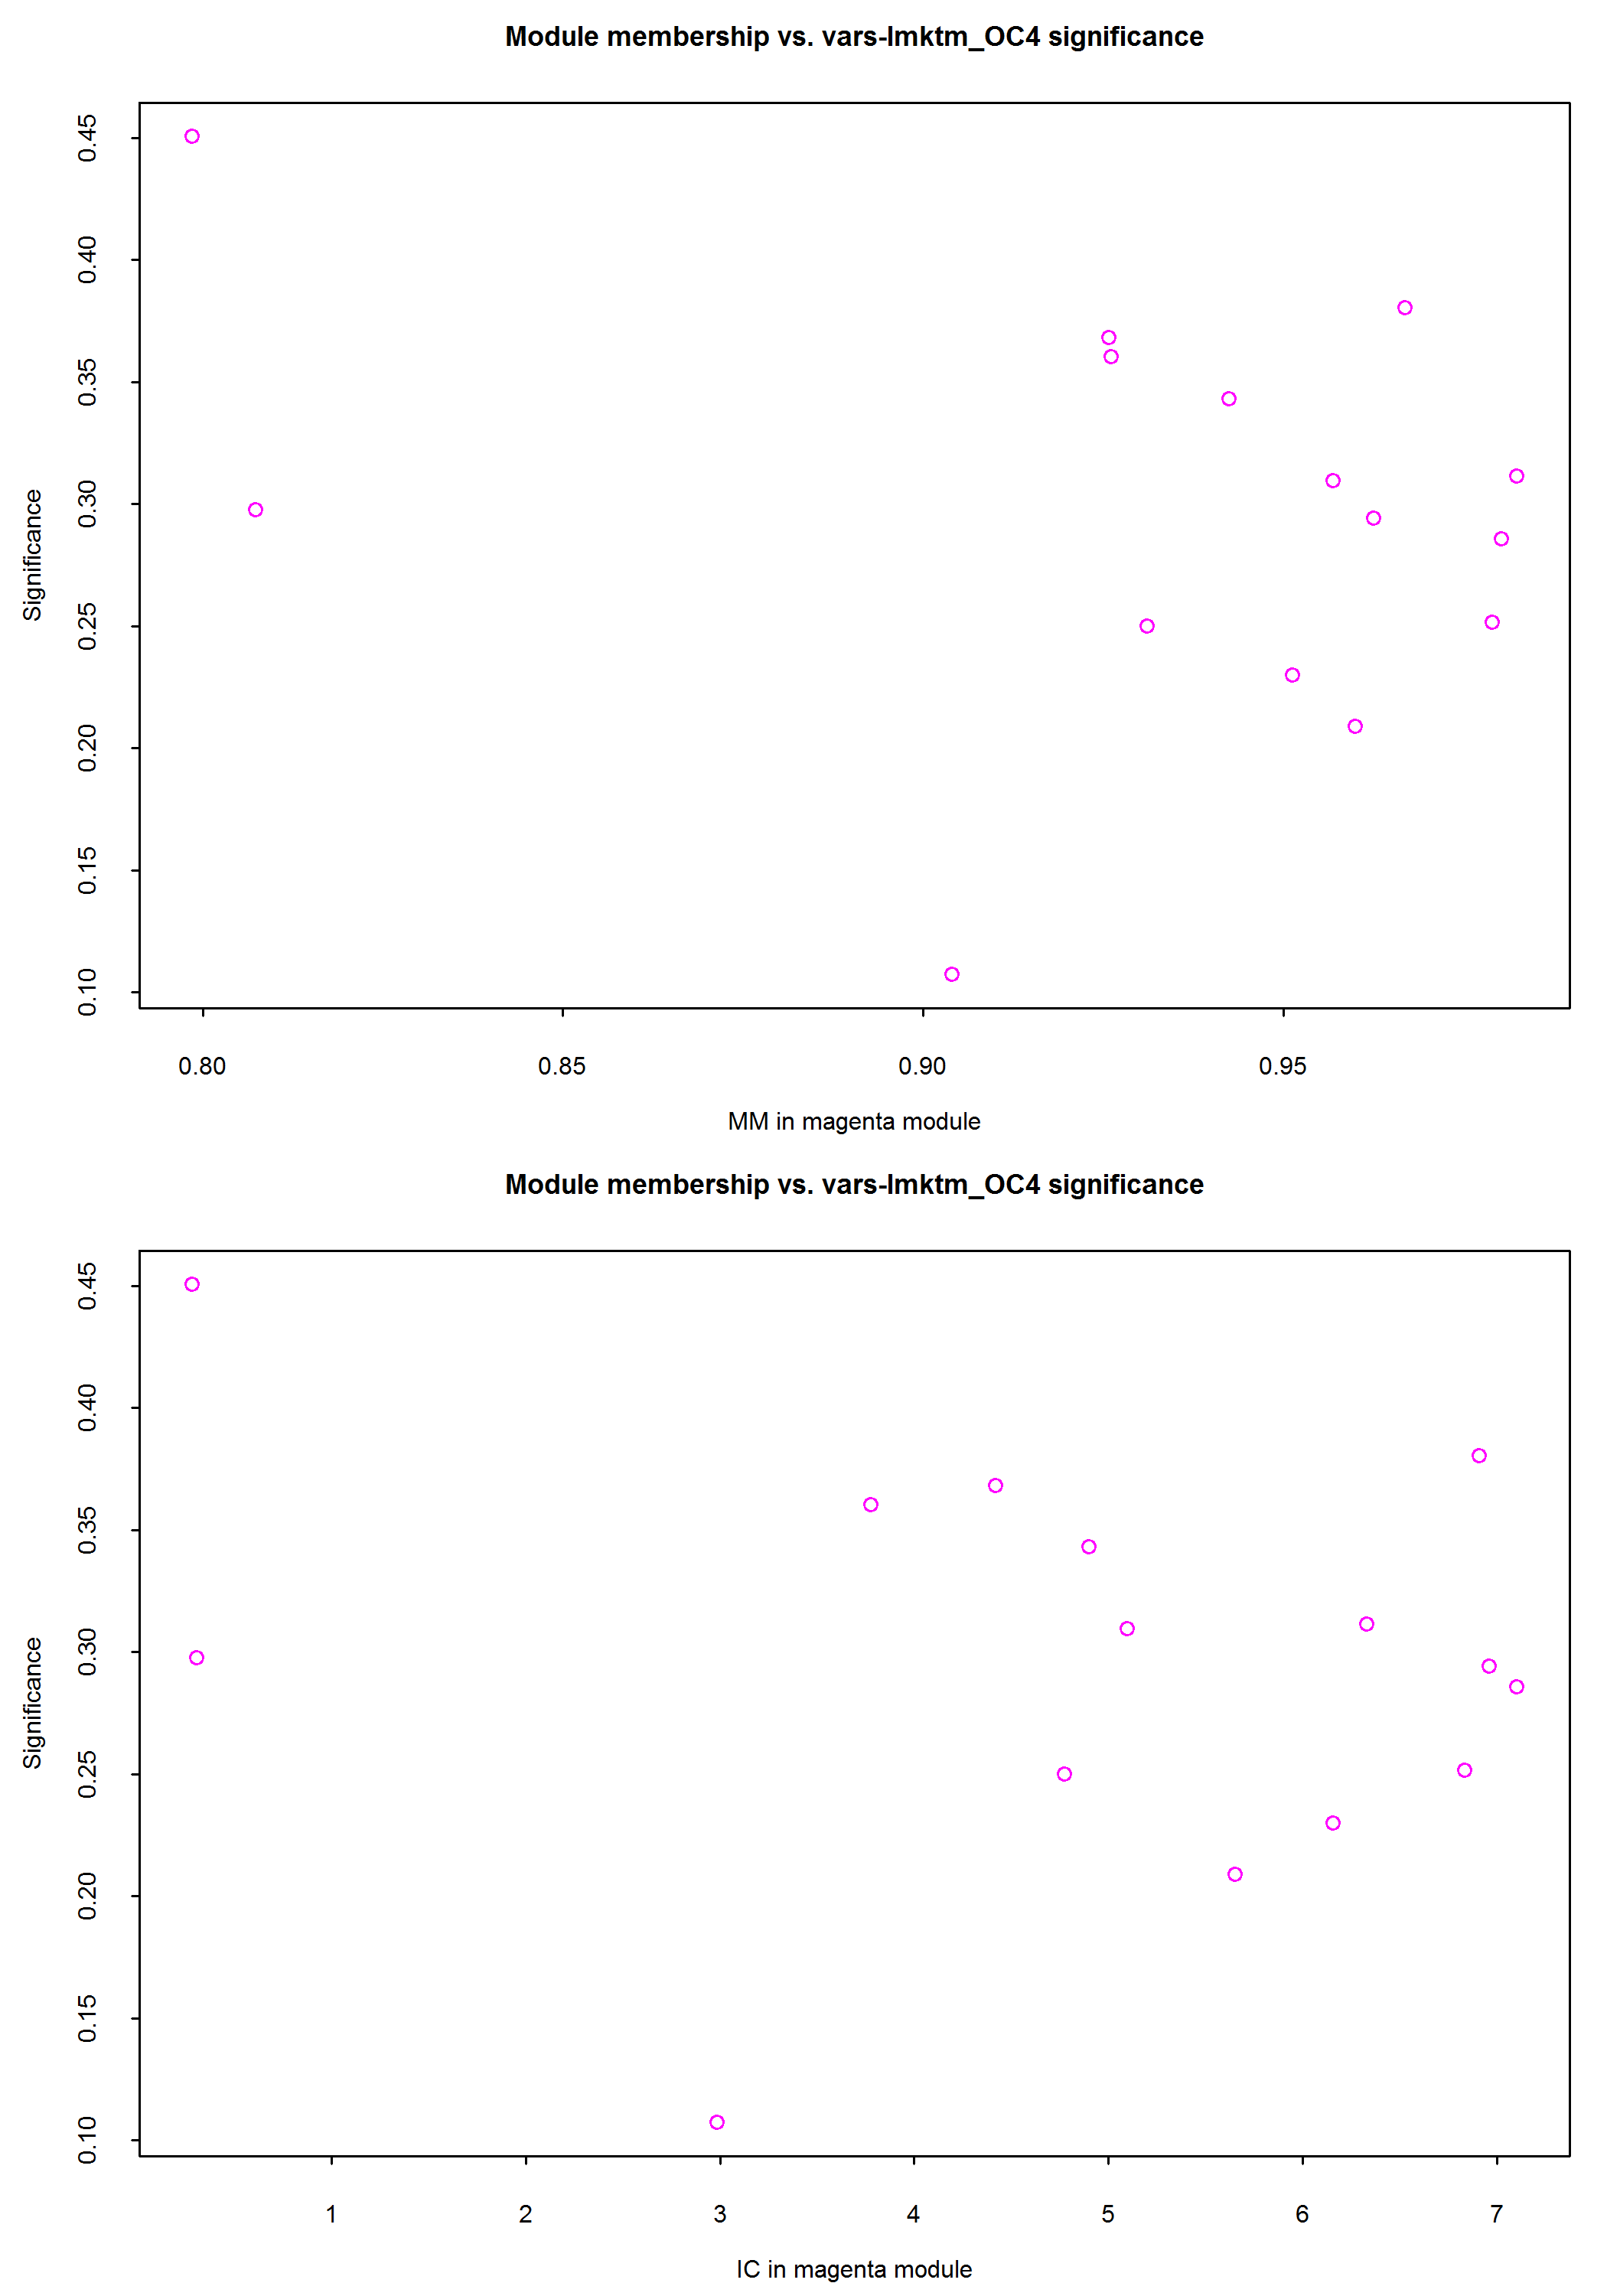 Module membership vs. vars-lmktm_OC4 significance
0.45
0.40
0.35
0.30
0.25
0.20
0.15
0.10
Significance
0.80 0.85 0.90 0.95
MM in magenta module
Module membership vs. vars-lmktm_OC4 significance
0.45
0.40
0.35
0.30
0.25
0.20
0.15
0.10
Significance
1 2 3 4 5 6 7
IC in magenta module